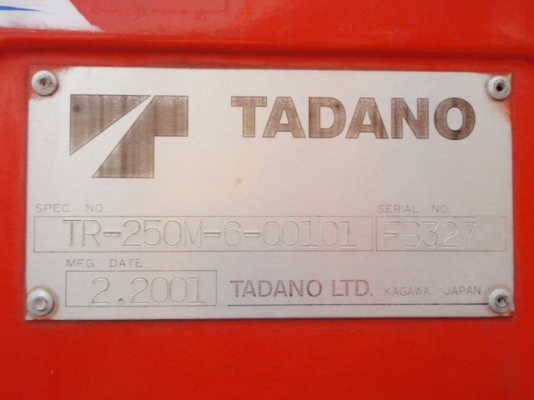 TADANO
SPEC. NO. SERIAL NO.
TR-250M-6-00101 FB327
MFG. DATE
2.2001 TADANO LTD. KAGAWA, JAPAN